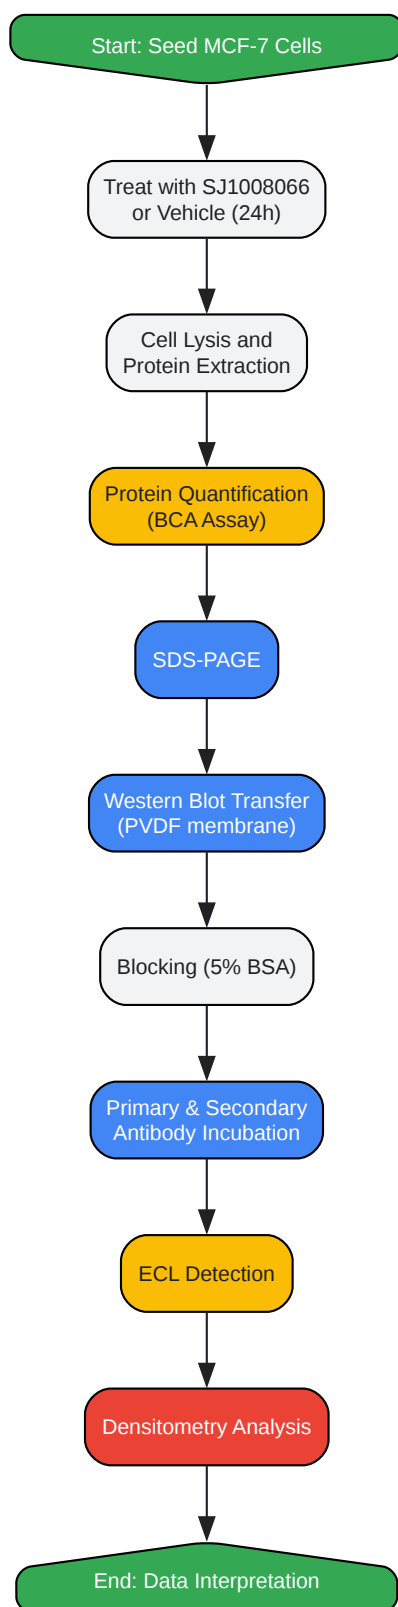 Start: Seed MCF-7 Cells
Treat with SJ1008066
or Vehicle (24h)
Cell Lysis and
Protein Extraction
Protein Quantification
(BCA Assay)
SDS-PAGE
Western Blot Transfer
(PVDF membrane)
Blocking (5% BSA)
Primary & Secondary
Antibody Incubation
ECL Detection
Densitometry Analysis
End: Data Interpretation